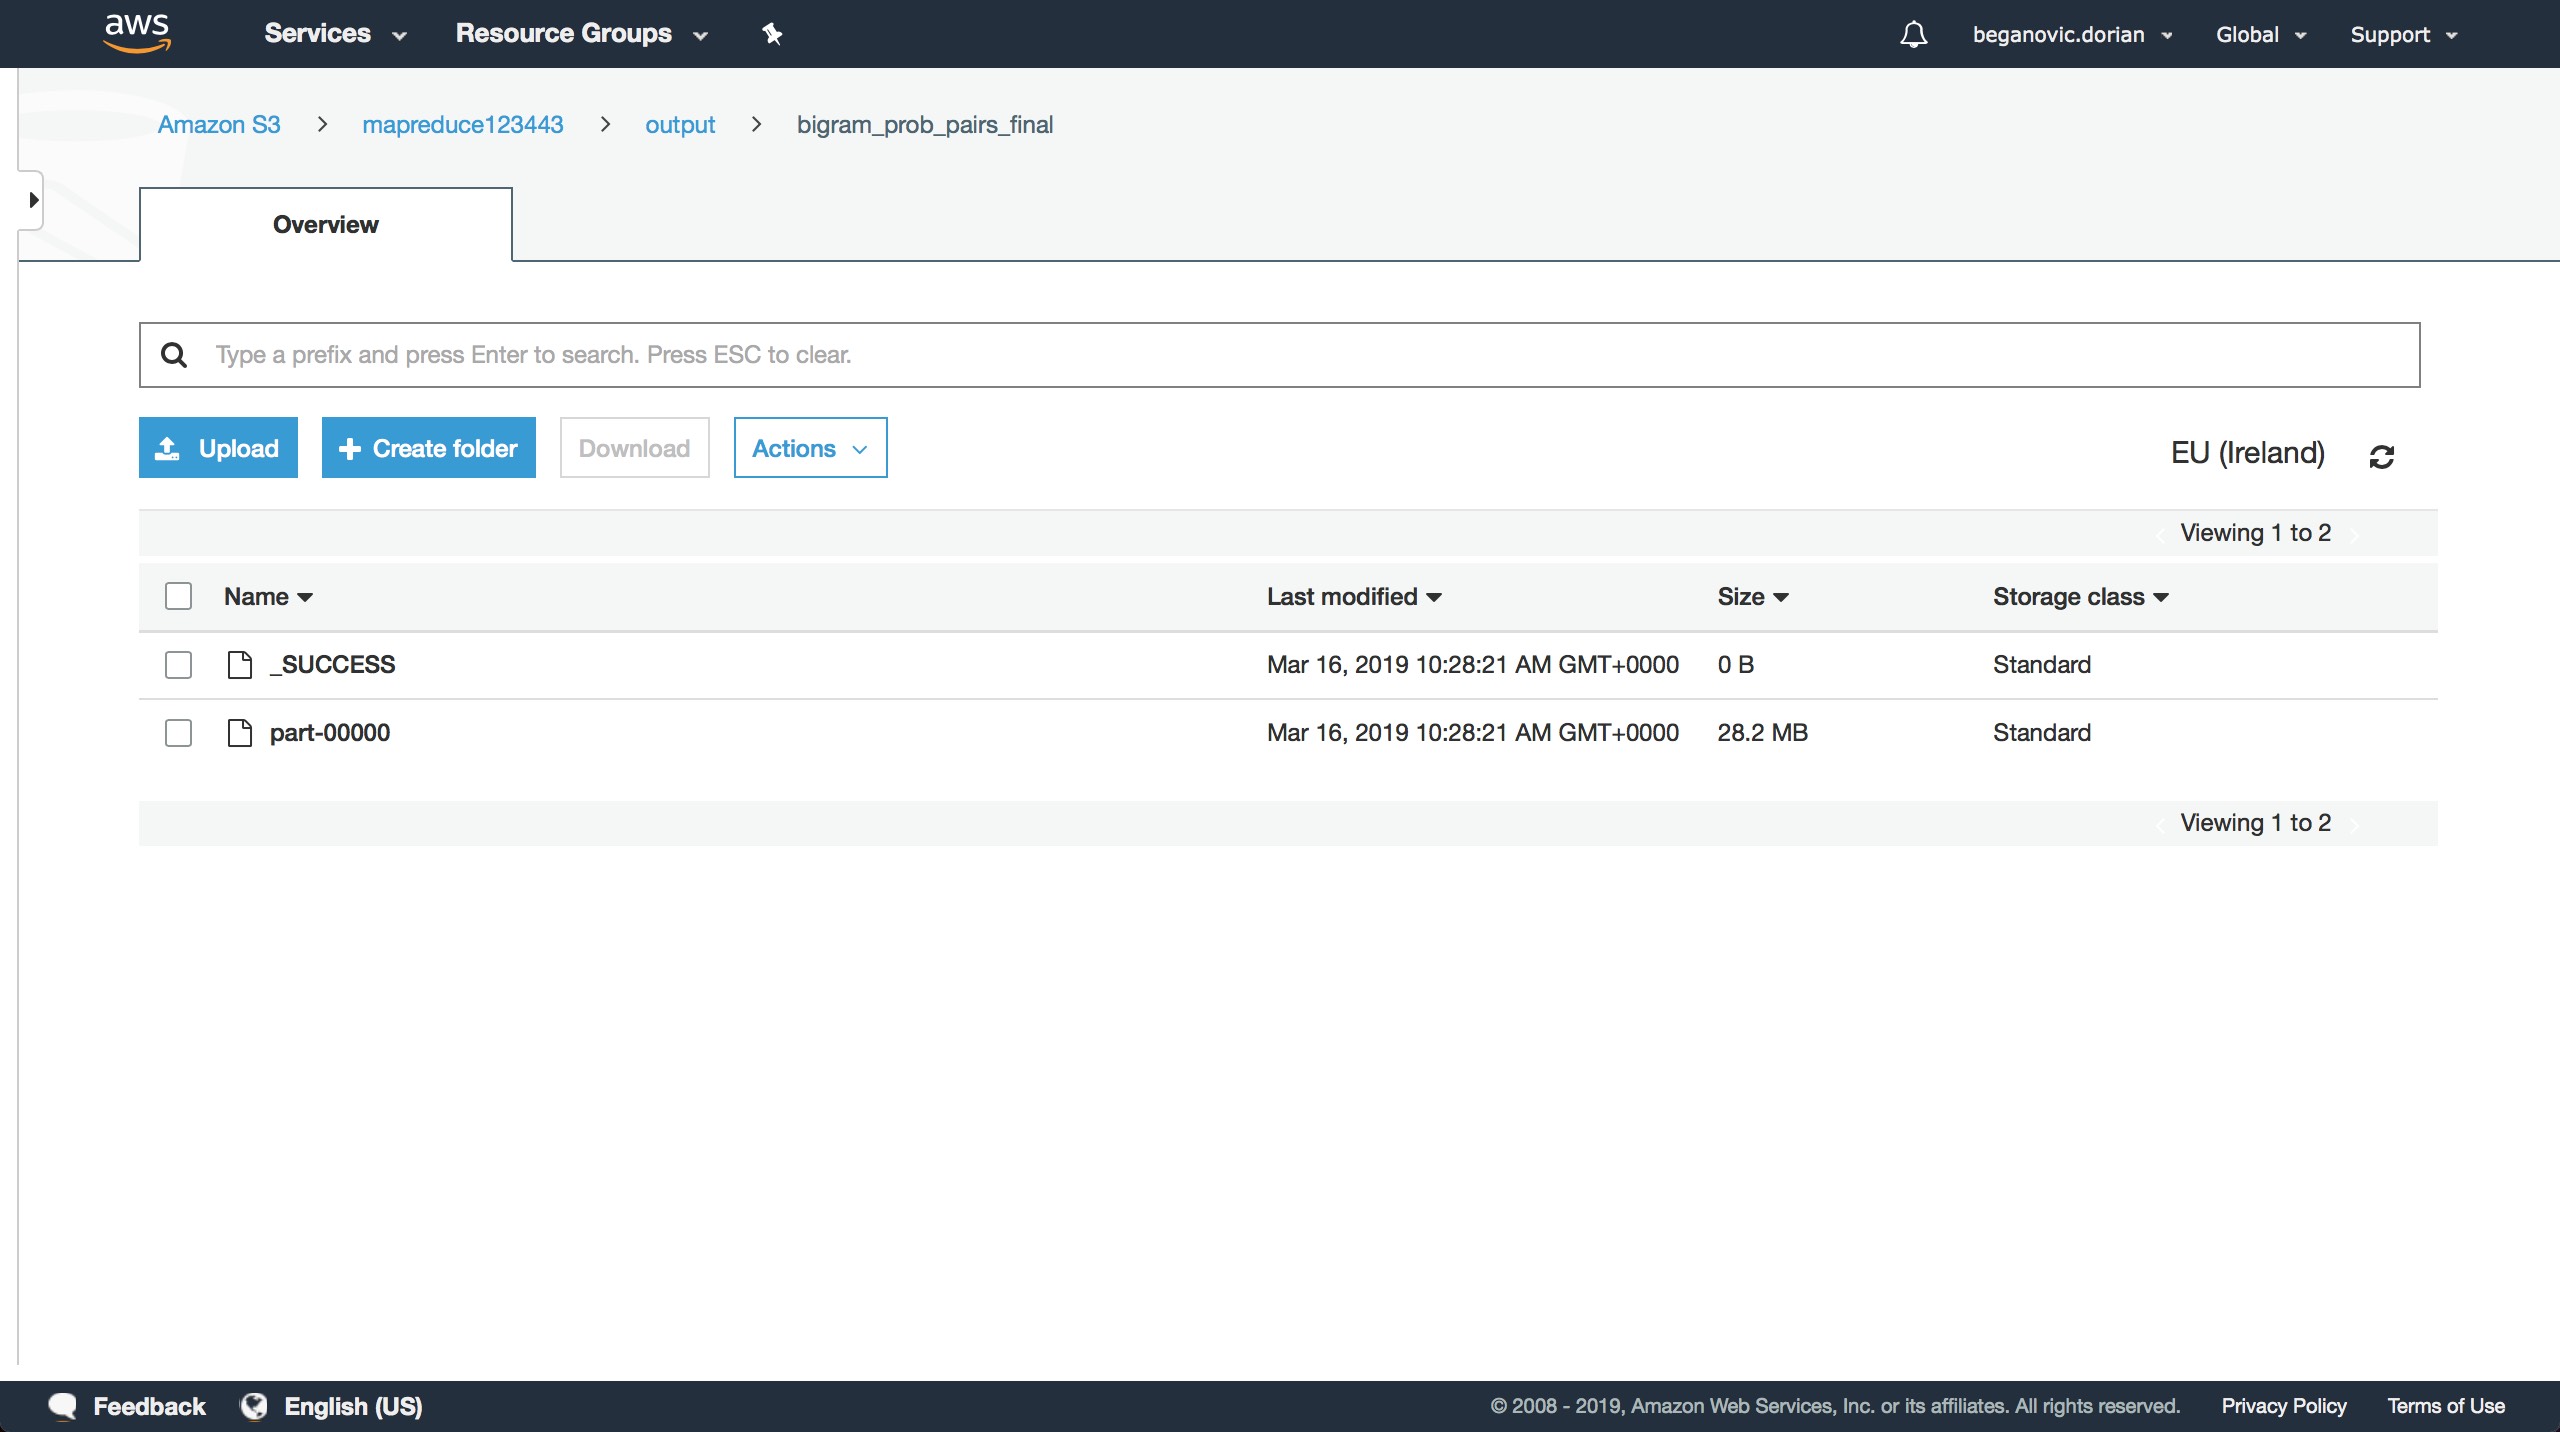 aws Services Resource Groups beganovic.dorian Global Support
Amazon S3 > mapreduce123443 > output > bigram_prob_pairs_final
Overview
Type a prefix and press Enter to search. Press ESC to clear.
Upload Create folder Download Actions EU (Ireland)
Viewing 1 to 2
Name Last modified Size Storage class
_SUCCESS Mar 16, 2019 10:28:21 AM GMT+0000 0 B Standard
part-00000 Mar 16, 2019 10:28:21 AM GMT+0000 28.2 MB Standard
Viewing 1 to 2
Feedback English (US) © 2008 - 2019, Amazon Web Services, Inc. or its affiliates. All rights reserved. Privacy Policy Terms of Use